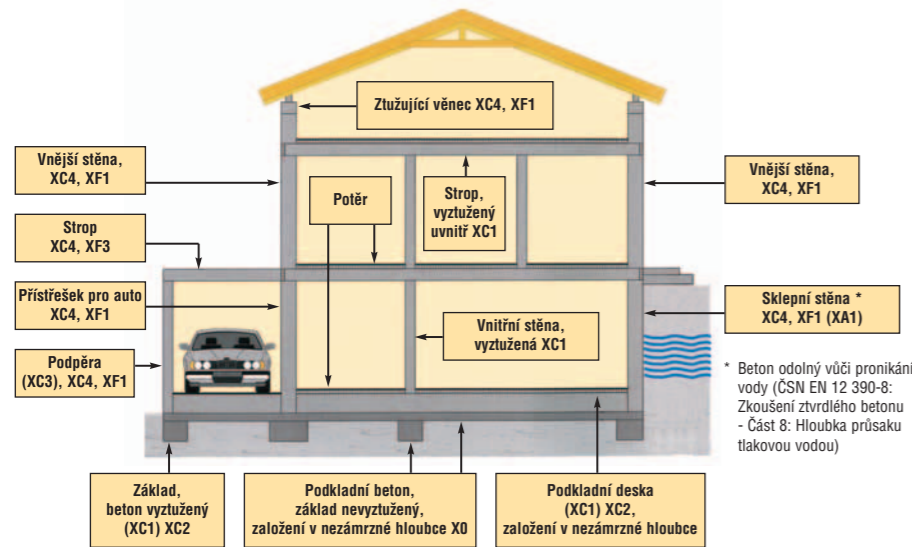 Ztužující věnec XC4, XF1
Vnější stěna,
XC4, XF1
Vnější stěna,
XC4, XF1
Potěr
Strop,
vyztužený
uvnitř XC1
Strop
XC4, XF3
Přístřešek pro auto
XC4, XF1
Sklepní stěna *
XC4, XF1 (XA1)
Vnitřní stěna,
vyztužená XC1
Podpěra
(XC3), XC4, XF1
* Beton odolný vůči pronikání
vody (ČSN EN 12 390-8:
Zkoušení ztvrdlého betonu
- Část 8: Hloubka průsaku
tlakovou vodou)
Základ,
beton vyztužený
(XC1) XC2
Podkladní beton,
základ nevyztužený,
založení v nezámrzné hloubce X0
Podkladní deska
(XC1) XC2,
založení v nezámrzné hloubce